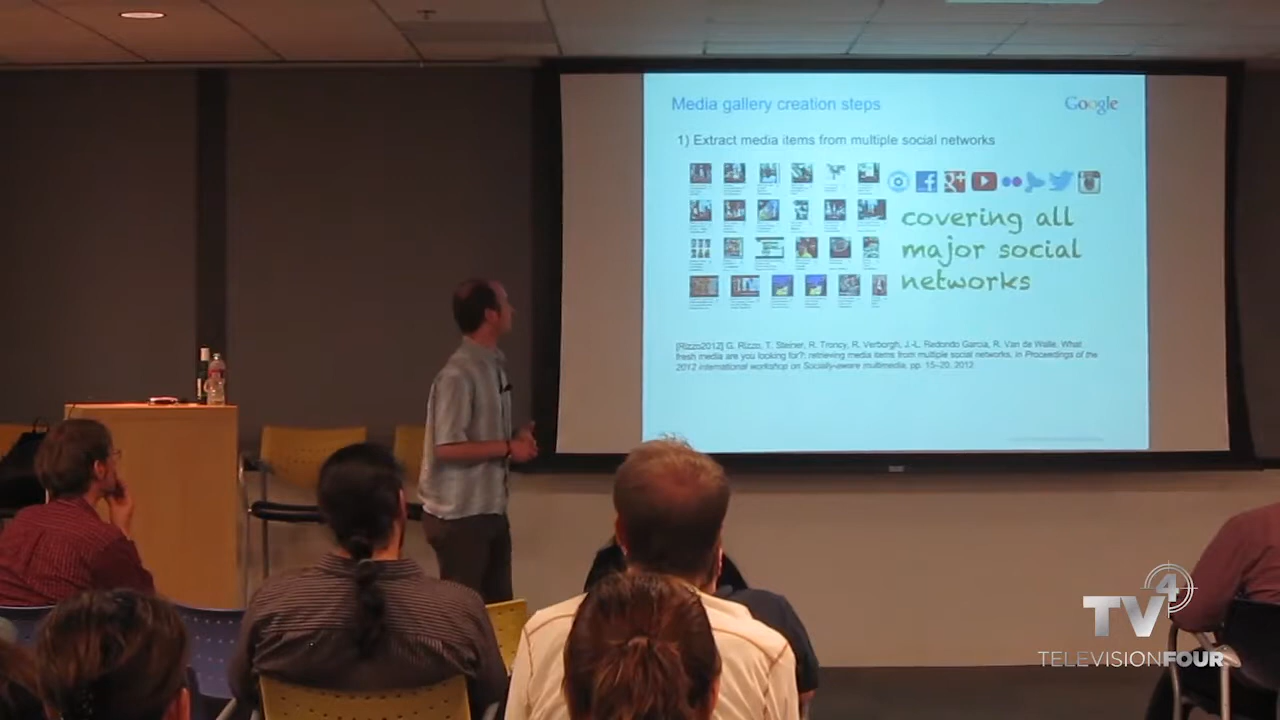 Media gallery creation steps
Google
1) Extract media items from multiple social networks
covering all
major social
networks
[Rizzo2012] G. Rizzo, T. Steiner, R. Troncy, R. Verborgh, J.-L. Redondo Garcia, R. Van de Walle. What
fresh media are you looking for?: retrieving media items from multiple social networks. In Proceedings of the
2012 international workshop on Socially-aware multimedia, pp. 15–20. 2012
TV4
TELEVISIONFOUR